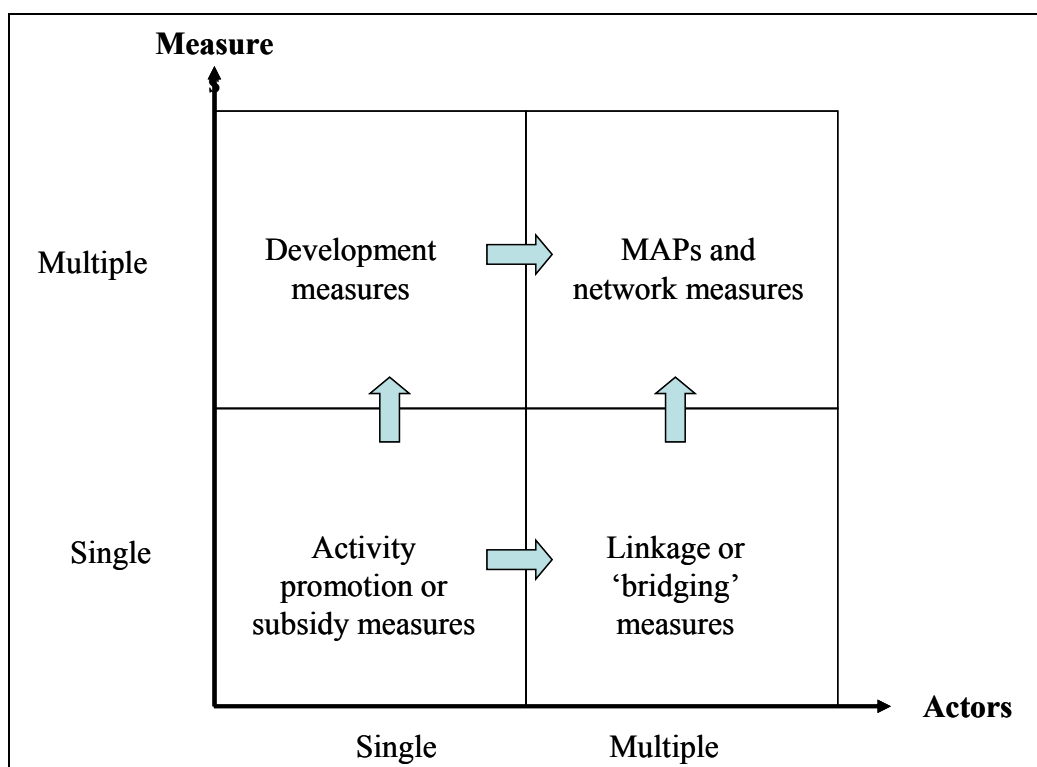 Measure
s
Multiple
Development
measures
MAPs and
network measures
Single
Activity
promotion or
subsidy measures
Linkage or
‘bridging’
measures
Actors
Single
Multiple